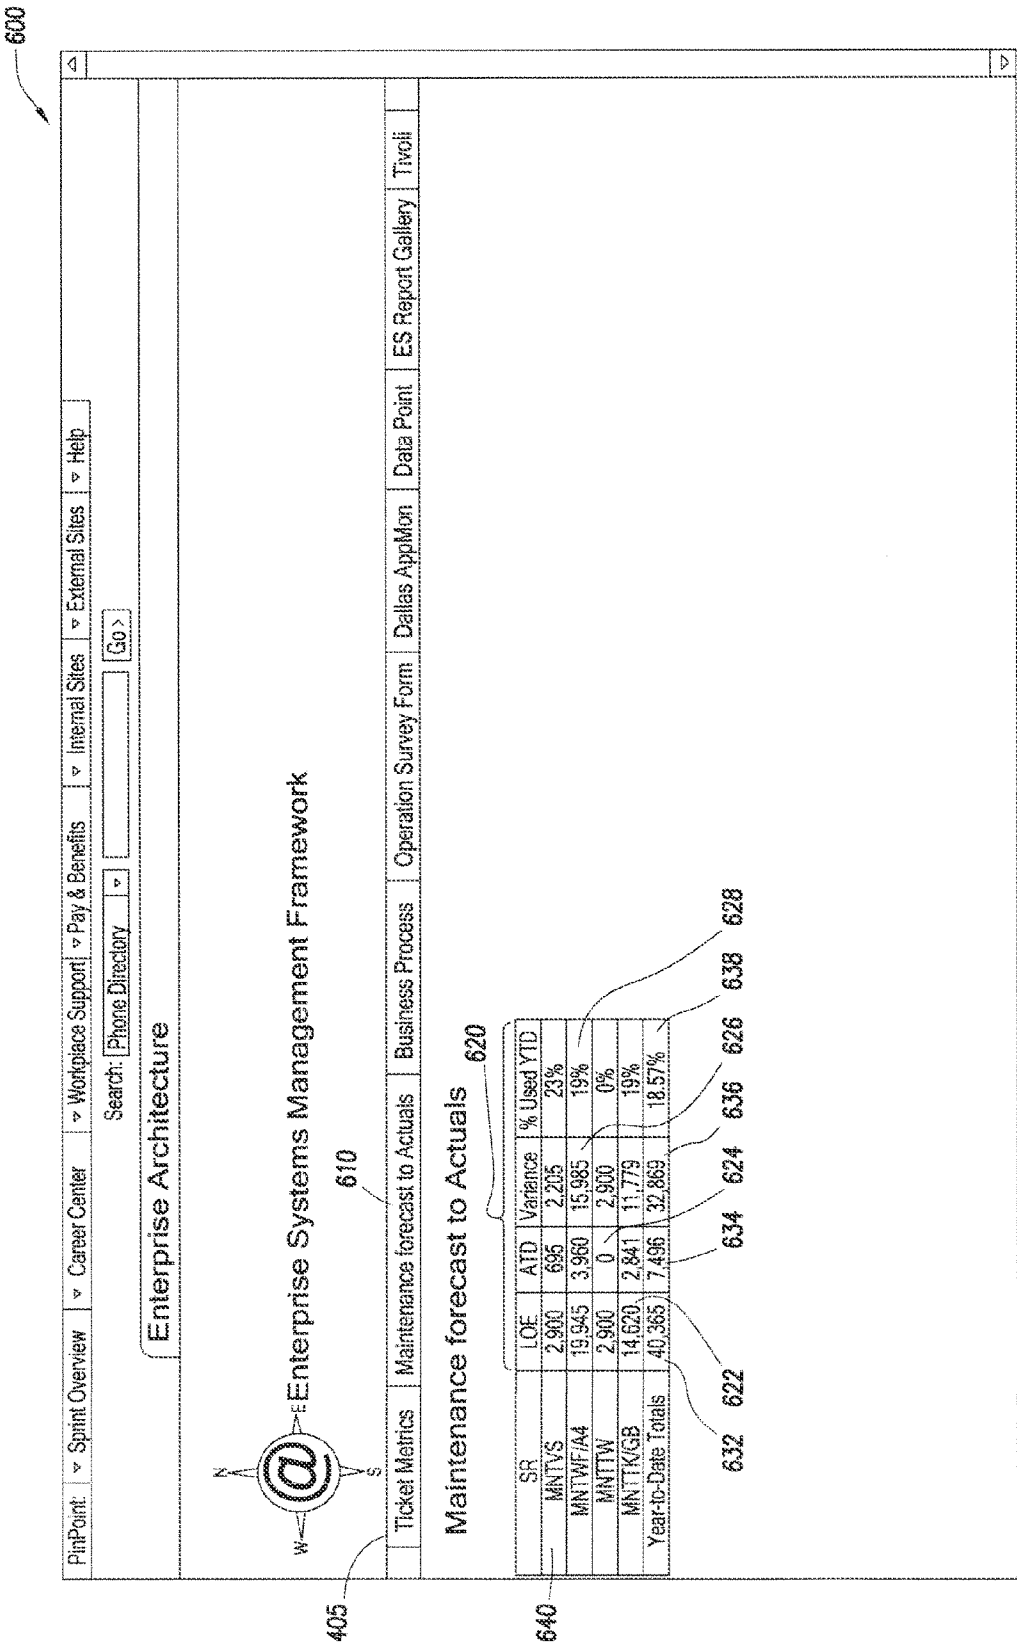 600
PinPoint: ▿ Sprint Overview ▿ Career Center ▿ Workplace Support ▿ Pay & Benefits ▿ Internal Sites ▿ External Sites ▿ Help
Search: Phone Directory ▿ Go >
Enterprise Architecture
N
W E
S
@
Enterprise Systems Management Framework
405
610
Ticket Metrics Maintenance forecast to Actuals Business Process Operation Survey Form Dallas AppMon Data Point ES Report Gallery Tivoli
Maintenance forecast to Actuals
620
SR LOE ATD Variance % Used YTD
MNTVS 2,900 695 2,205 23%
MNTWF/A4 19,945 3,960 15,985 19%
MNTTW 2,900 0 2,900 0%
MNTTK/GB 14,620 2,841 11,779 19%
Year-to-Date Totals 40,365 7,496 32,869 18.57%
640
632 622 634 624 636 626 638 628